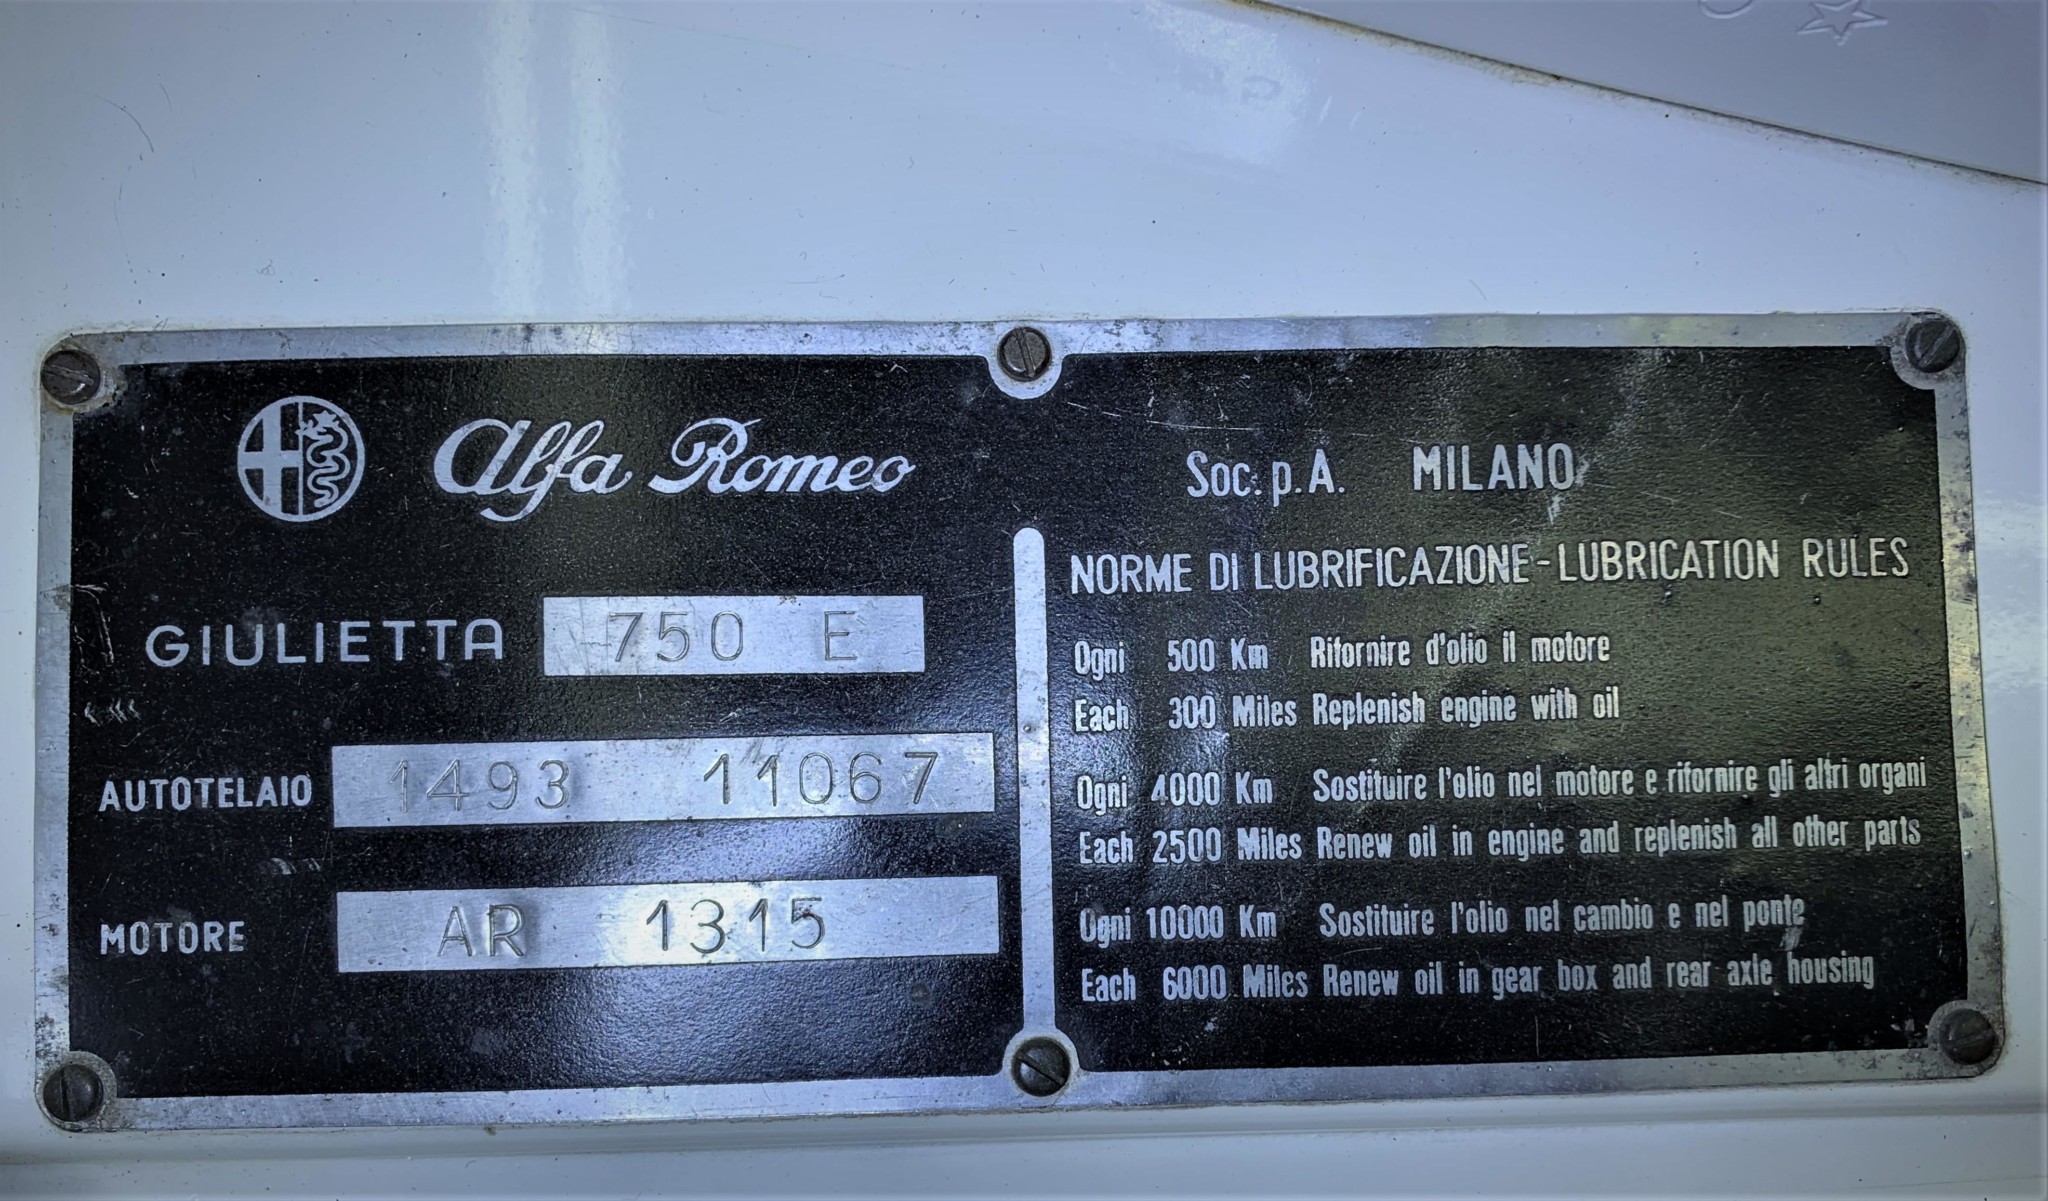 Alfa Romeo
GIULIETTA 750 E
AUTOTELAIO 1493 11067
MOTORE AR 1315
Soc. p. A. MILANO
NORME DI LUBRIFICAZIONE - LUBRICATION RULES
Ogni 500 Km Rifornire d'olio il motore
Each 300 Miles Replenish engine with oil
Ogni 4000 Km Sostituire l'olio nel motore e rifornire gli altri organi
Each 2500 Miles Renew oil in engine and replenish all other parts
Ogni 10000 Km Sostituire l'olio nel cambio e nel ponte
Each 6000 Miles Renew oil in gear box and rear axle housing